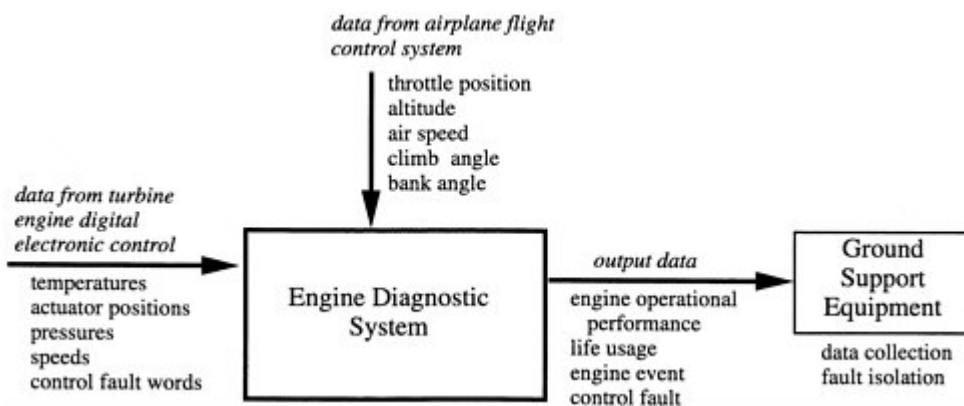 data from airplane flight
control system
throttle position
altitude
air speed
climb angle
bank angle
data from turbine
engine digital
electronic control
temperatures
actuator positions
pressures
speeds
control fault words
Engine Diagnostic
System
output data
engine operational
performance
life usage
engine event
control fault
Ground
Support
Equipment
data collection
fault isolation